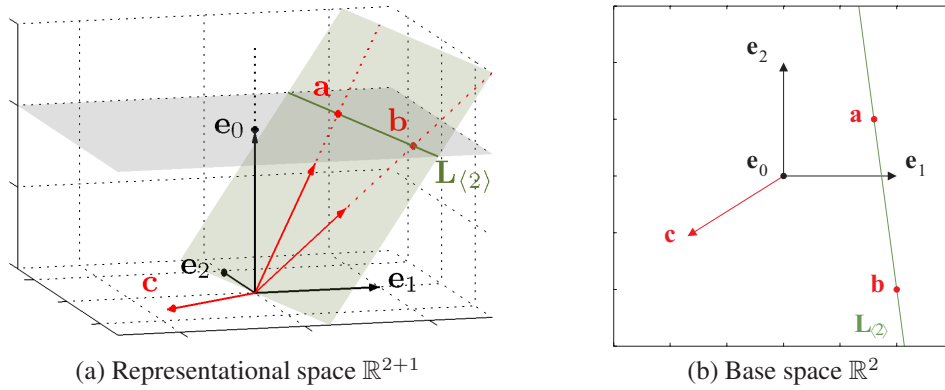 a
e₀
b
L⟨2⟩
e₂
c
e₁
(a) Representational space ℝ²⁺¹
e₂
a
e₀
e₁
c
b
L⟨2⟩
(b) Base space ℝ²